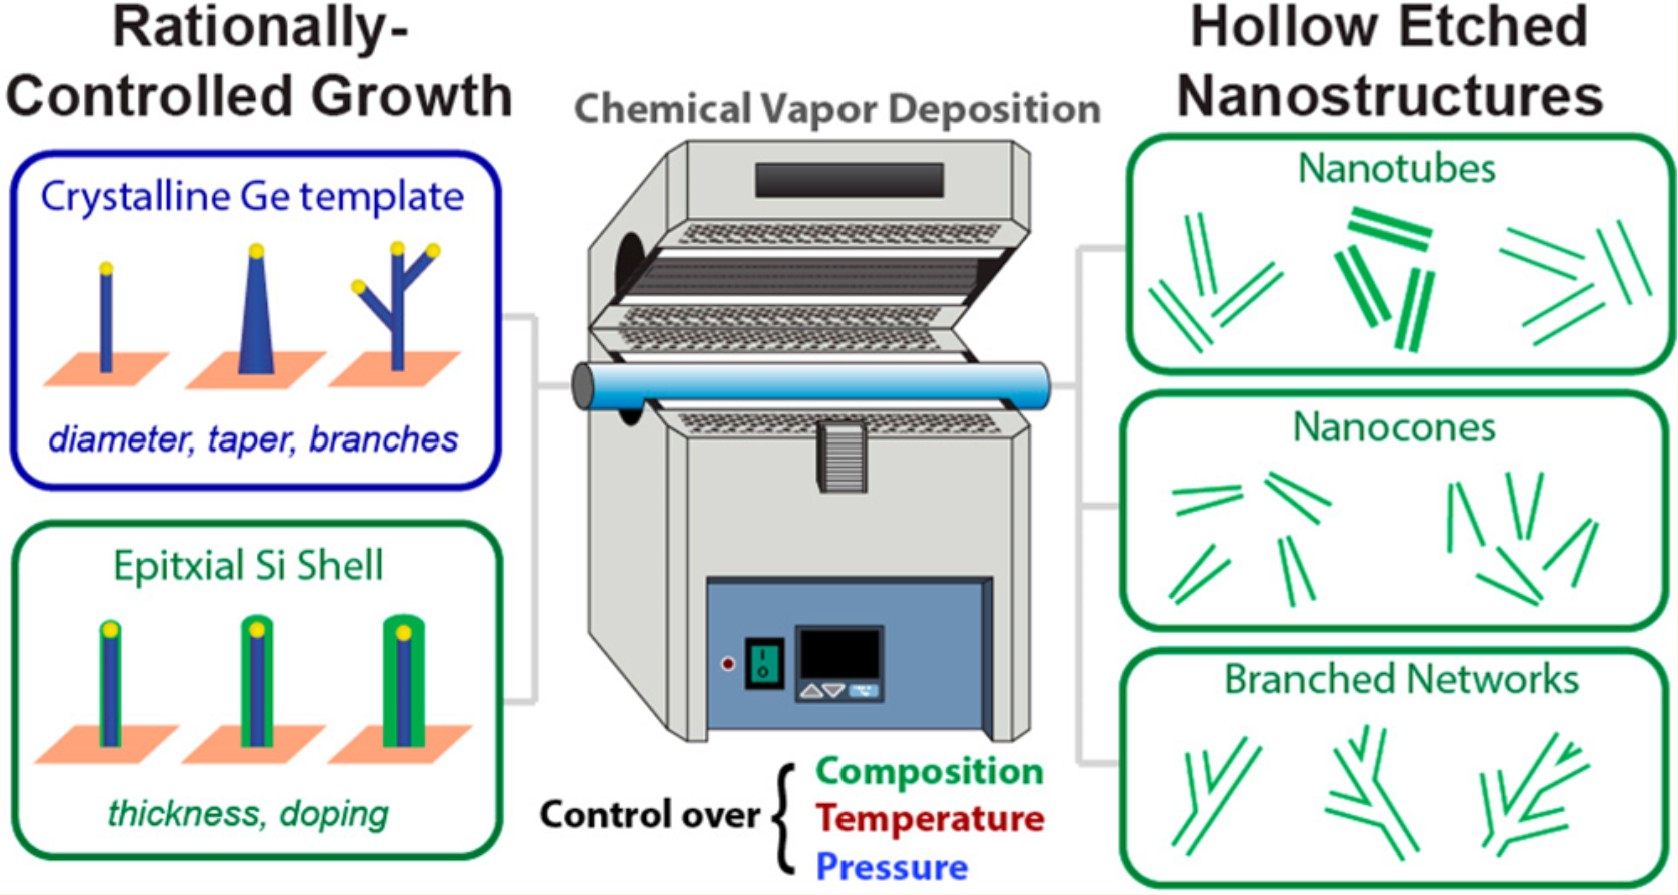 Rationally-
Controlled Growth
Crystalline Ge template
diameter, taper, branches
Epitxial Si Shell
thickness, doping
Chemical Vapor Deposition
I
O
Control over
Composition
Temperature
Pressure
Hollow Etched
Nanostructures
Nanotubes
Nanocones
Branched Networks